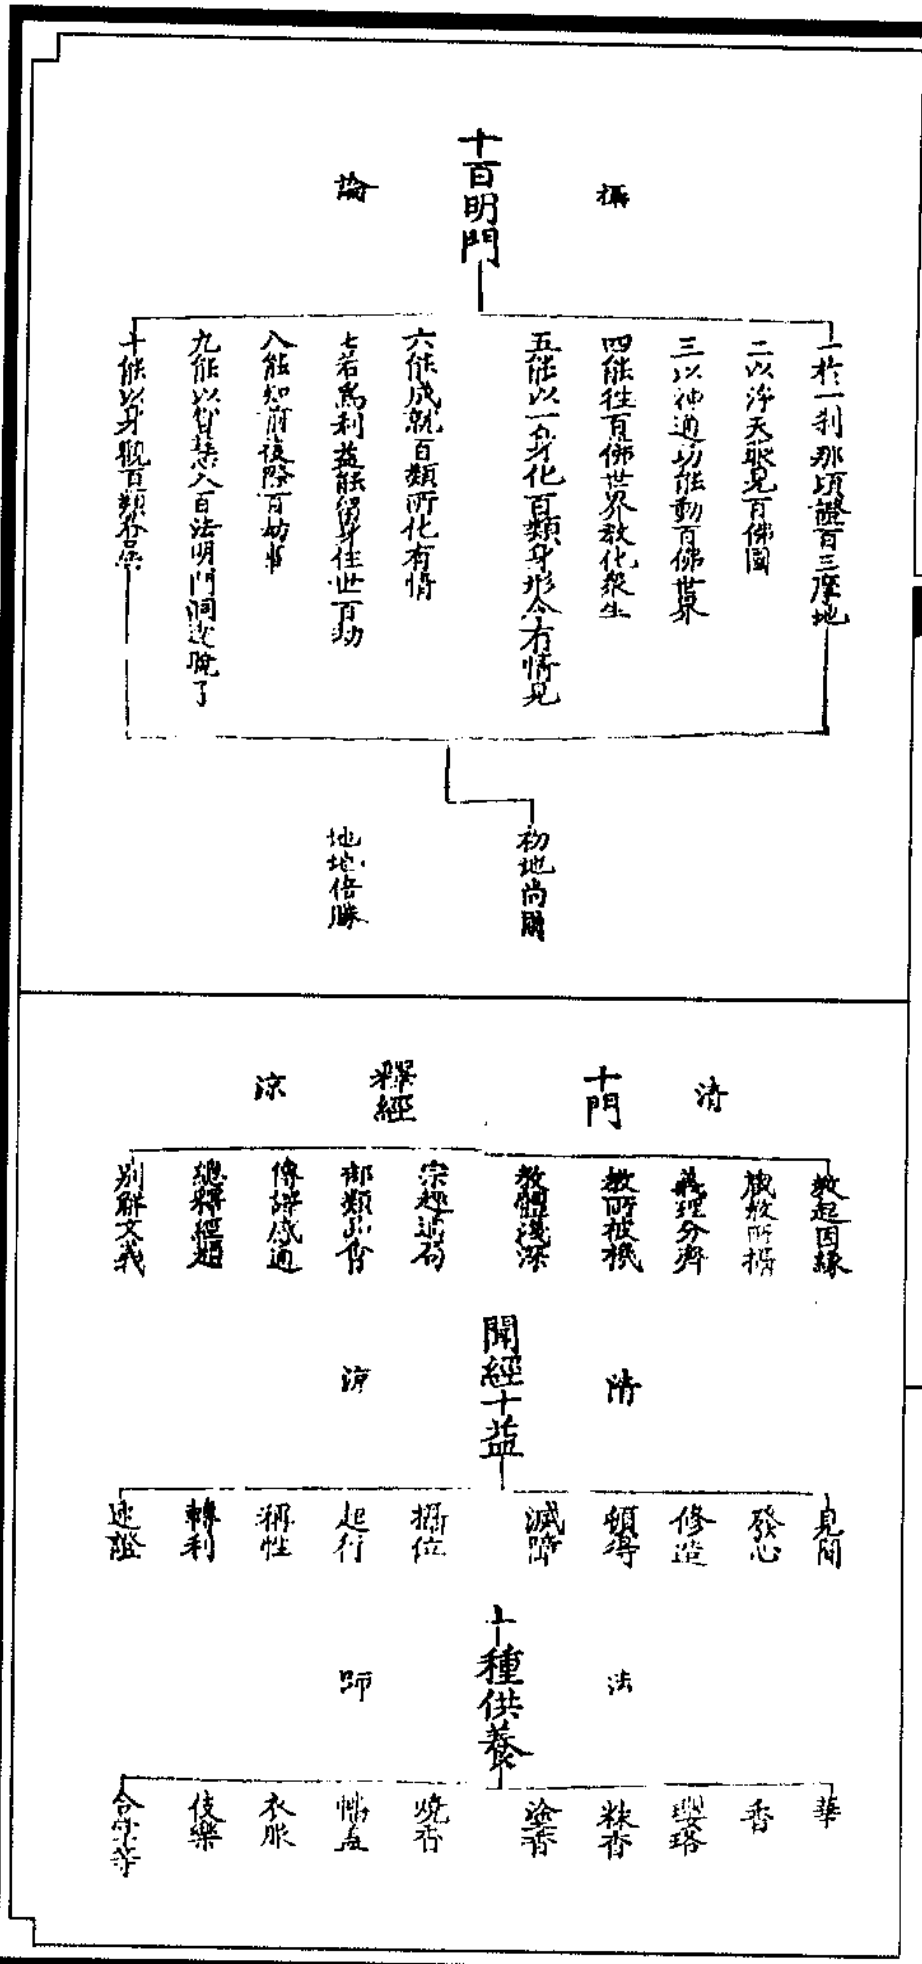 十百明門
攝
論
一於一刹那頃證百三摩地
二以淨天眼見百佛國
三以神通功能動百佛世界
四能往百佛世界教化衆生
五能以一身化百類身形令有情見
六能成就百類所化有情
七若爲利益能留身住世百劫
八能知前後際百劫事
九能以智慧入百法明門洞達曉了
十能以身現百類眷屬
初地尚爾
地地倍勝
清
十門
釋經
涼
教起因緣
藏教所攝
義理分齊
教所被機
教體淺深
宗趣通局
部類品會
傳譯感通
總釋經題
別解文義
聞經十益
清
涼
見聞
發心
修造
頓得
滅障
攝位
起行
稱性
轉利
速證
十種供養
法
師
華
香
瓔珞
粖香
塗香
燒香
幡蓋
衣服
伎樂
合掌等